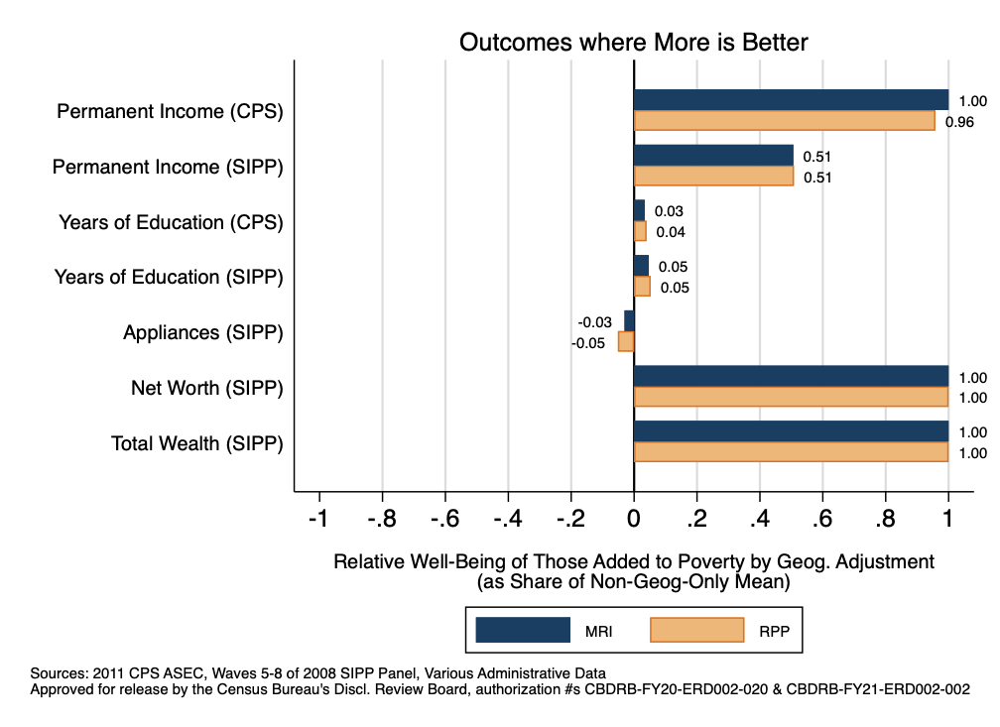 Outcomes where More is Better
Permanent Income (CPS)
1.00
0.96
Permanent Income (SIPP)
0.51
0.51
Years of Education (CPS)
0.03
0.04
Years of Education (SIPP)
0.05
0.05
Appliances (SIPP)
-0.03
-0.05
Net Worth (SIPP)
1.00
1.00
Total Wealth (SIPP)
1.00
1.00
-1 -.8 -.6 -.4 -.2 0 .2 .4 .6 .8 1
Relative Well-Being of Those Added to Poverty by Geog. Adjustment
(as Share of Non-Geog-Only Mean)
MRI RPP
Sources: 2011 CPS ASEC, Waves 5-8 of 2008 SIPP Panel, Various Administrative Data
Approved for release by the Census Bureau's Discl. Review Board, authorization #s CBDRB-FY20-ERD002-020 & CBDRB-FY21-ERD002-002